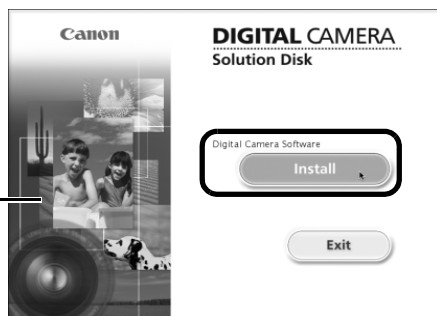 Canon
DIGITAL CAMERA
Solution Disk
Digital Camera Software
Install
Exit